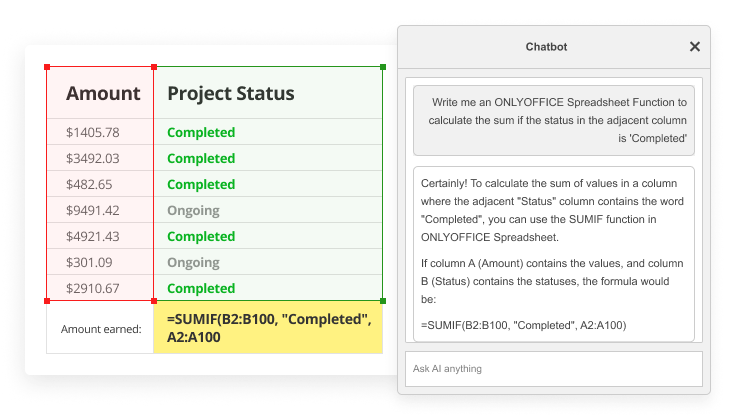 Amount Project Status
$1405.78 Completed
$3492.03 Completed
$482.65 Completed
$9491.42 Ongoing
$4921.43 Completed
$301.09 Ongoing
$2910.67 Completed
Amount earned: =SUMIF(B2:B100, "Completed",
A2:A100
Chatbot
Write me an ONLYOFFICE Spreadsheet Function to
calculate the sum if the status in the adjacent column
is 'Completed'
Certainly! To calculate the sum of values in a column
where the adjacent "Status" column contains the word
"Completed", you can use the SUMIF function in
ONLYOFFICE Spreadsheet.
If column A (Amount) contains the values, and column
B (Status) contains the statuses, the formula would
be:
=SUMIF(B2:B100, "Completed", A2:A100)
Ask AI anything